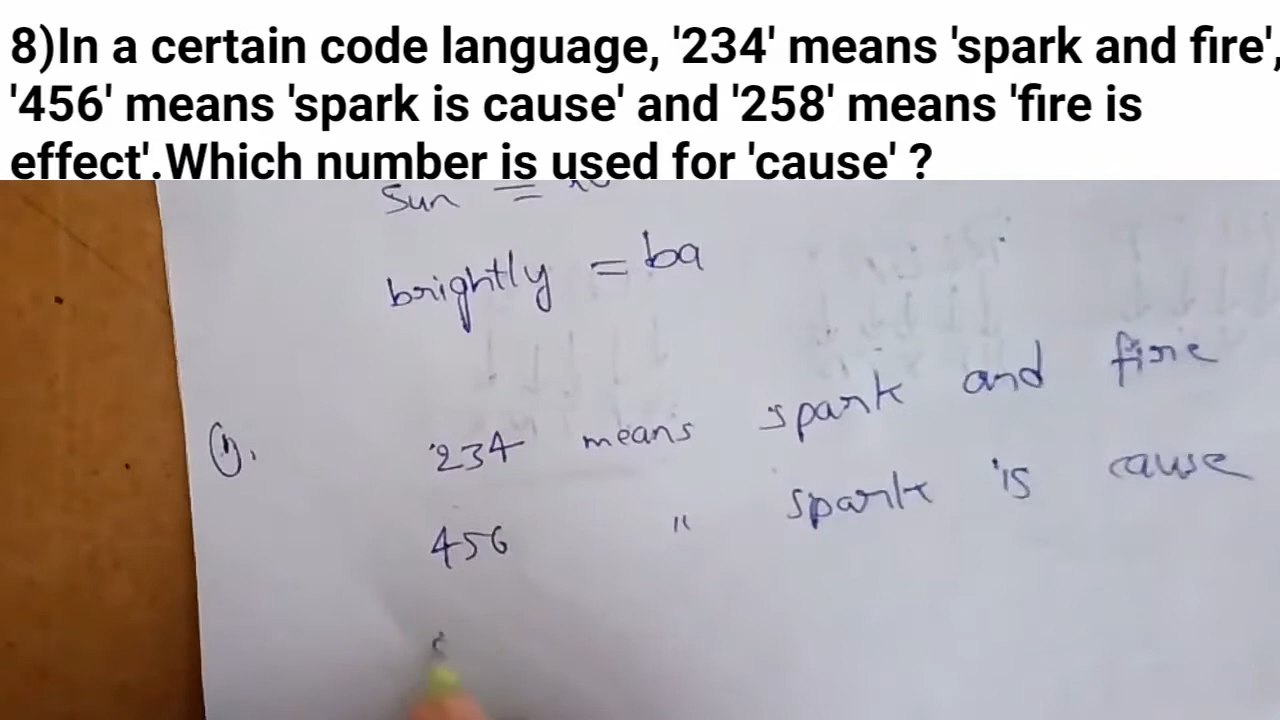 8)In a certain code language, '234' means 'spark and fire',
'456' means 'spark is cause' and '258' means 'fire is
effect'.Which number is used for 'cause' ?
Sun =
brightly = ba
234 means spark and fire
456 " spark is cause